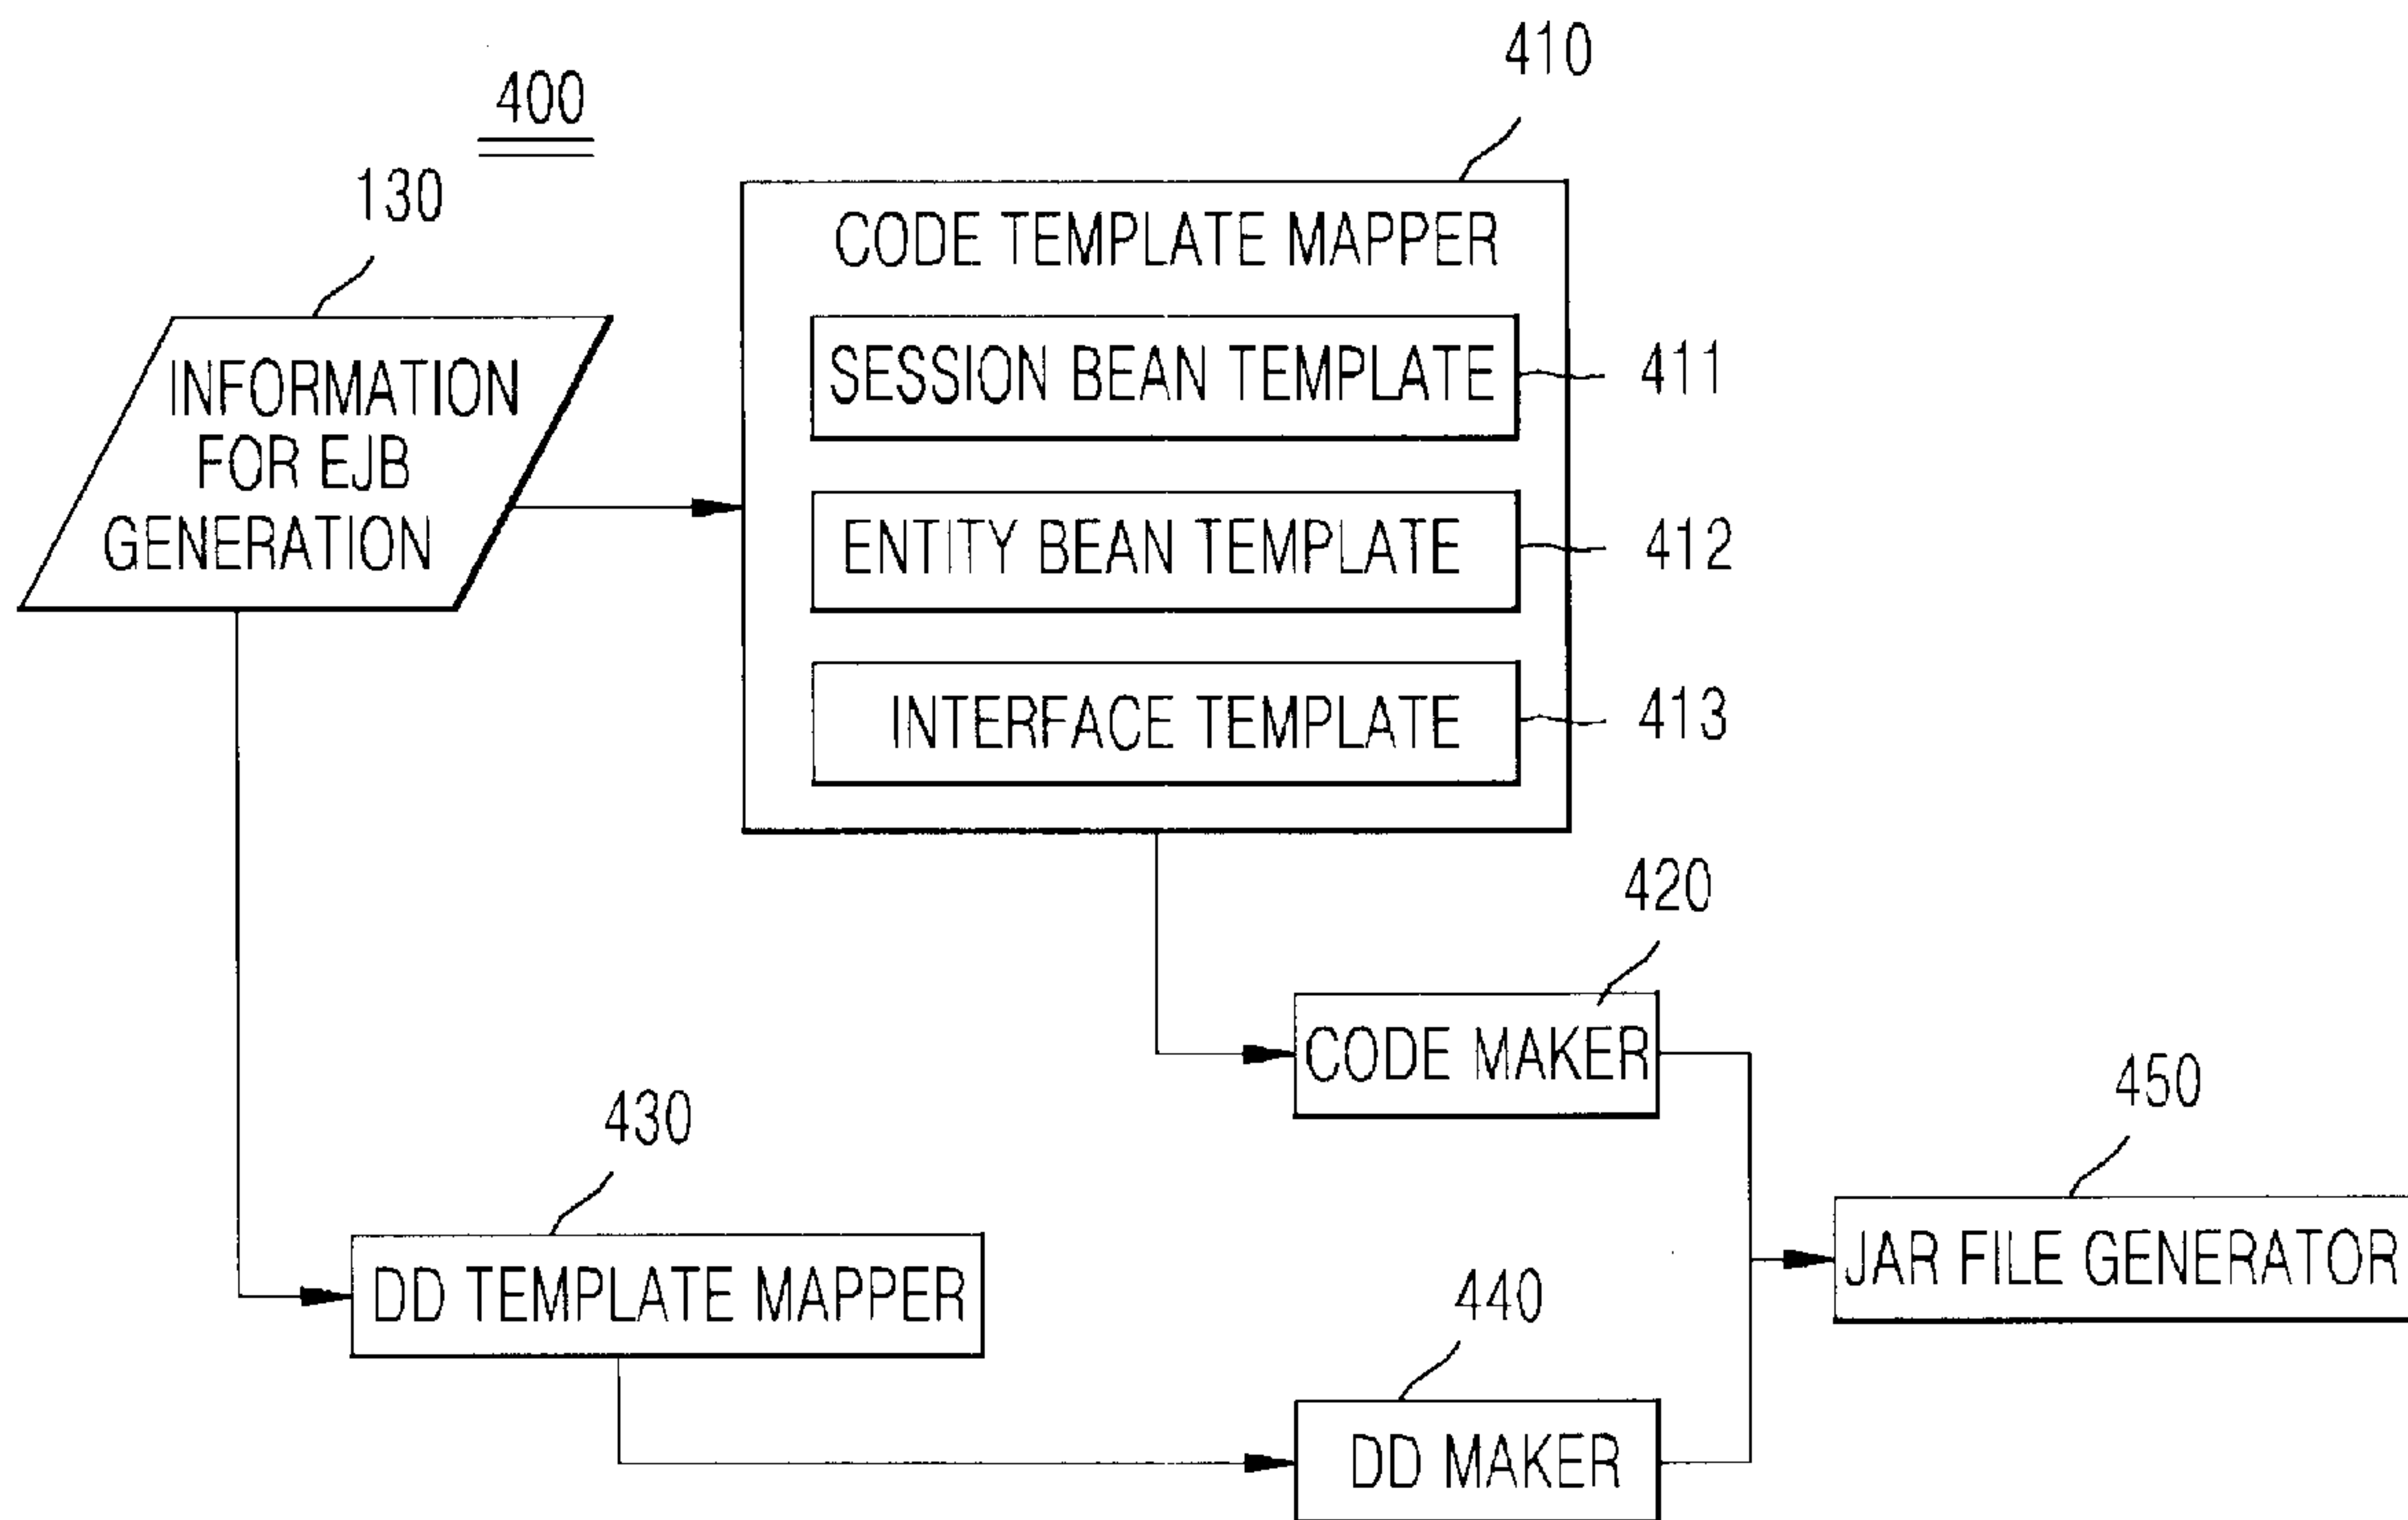 410
400
130
CODE TEMPLATE MAPPER
INFORMATION
FOR EJB
GENERATION
SESSION BEAN TEMPLATE
411
ENTITY BEAN TEMPLATE
412
INTERFACE TEMPLATE
413
420
CODE MAKER
430
450
DD TEMPLATE MAPPER
JAR FILE GENERATOR
440
DD MAKER